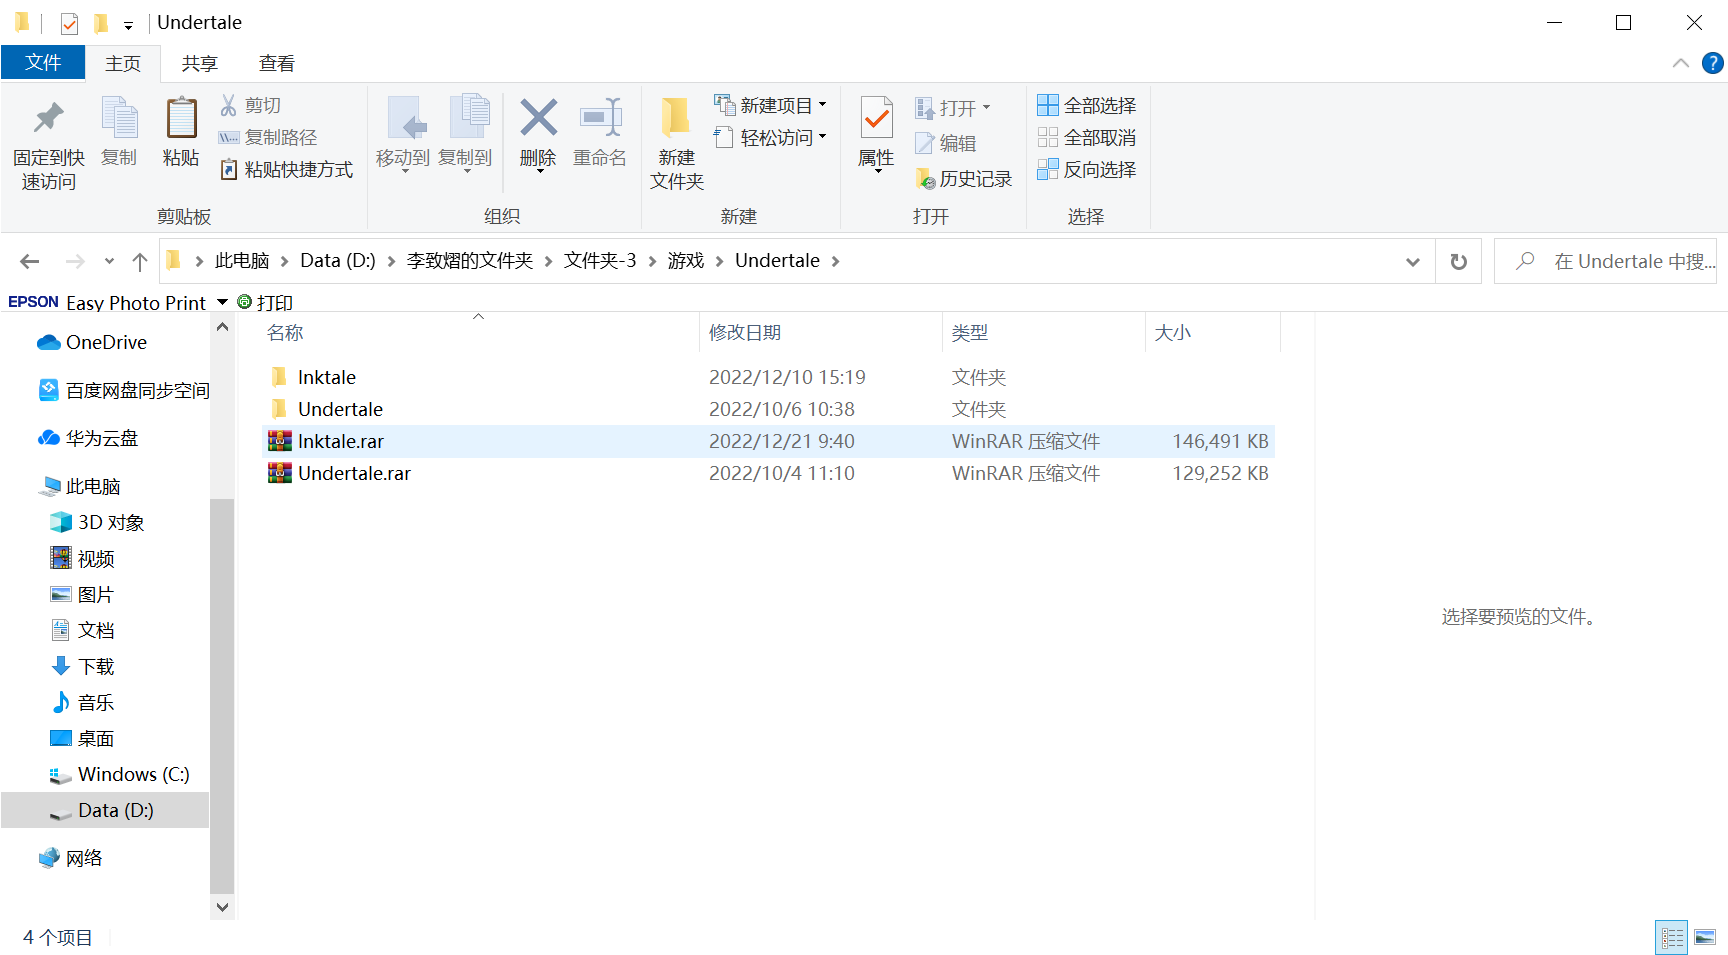 Undertale
文件 主页 共享 查看
固定到快速访问
复制
粘贴
剪切
复制路径
粘贴快捷方式
剪贴板
移动到
复制到
删除
重命名
组织
新建文件夹
新建项目
轻松访问
新建
属性
打开
编辑
历史记录
打开
全部选择
全部取消
反向选择
选择
此电脑 Data (D:) 李致熠的文件夹 文件夹-3 游戏 Undertale
在 Undertale 中搜...
EPSON Easy Photo Print 打印
OneDrive
百度网盘同步空间
华为云盘
此电脑
3D 对象
视频
图片
文档
下载
音乐
桌面
Windows (C:)
Data (D:)
网络
名称 修改日期 类型 大小
Inktale 2022/12/10 15:19 文件夹
Undertale 2022/10/6 10:38 文件夹
Inktale.rar 2022/12/21 9:40 WinRAR 压缩文件 146,491 KB
Undertale.rar 2022/10/4 11:10 WinRAR 压缩文件 129,252 KB
选择要预览的文件。
4 个项目